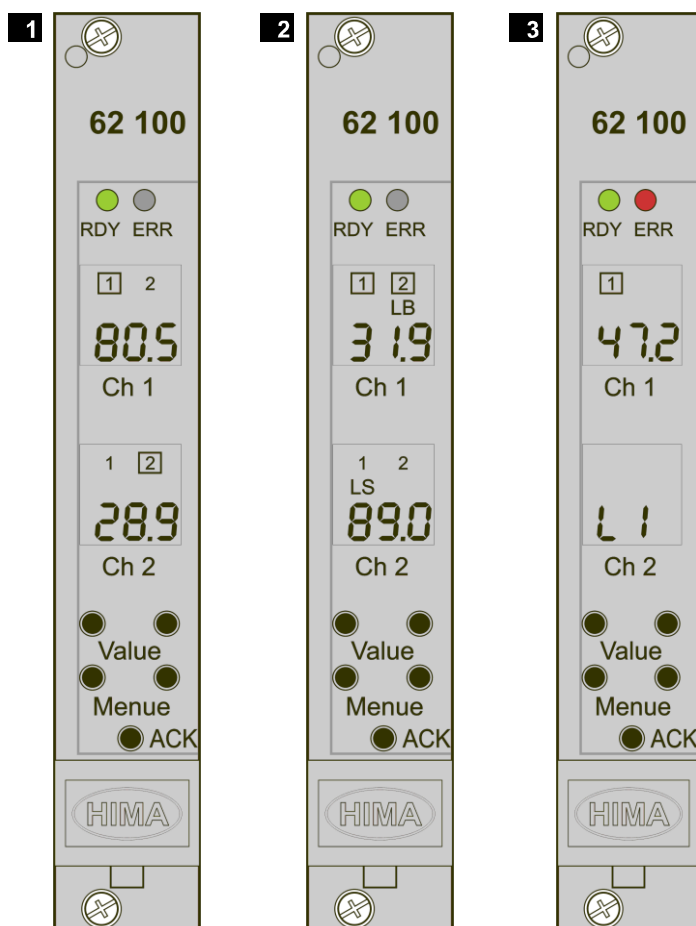 1 2 3
62 100 62 100 62 100
RDY ERR RDY ERR RDY ERR
1 2 1 2 1
LB
80.5 31.9 47.2
Ch 1 Ch 1 Ch 1
1 2 1 2
LS
28.9 89.0 L1
Ch 2 Ch 2 Ch 2
Value Value Value
Menue Menue Menue
ACK ACK ACK
HIMA HIMA HIMA